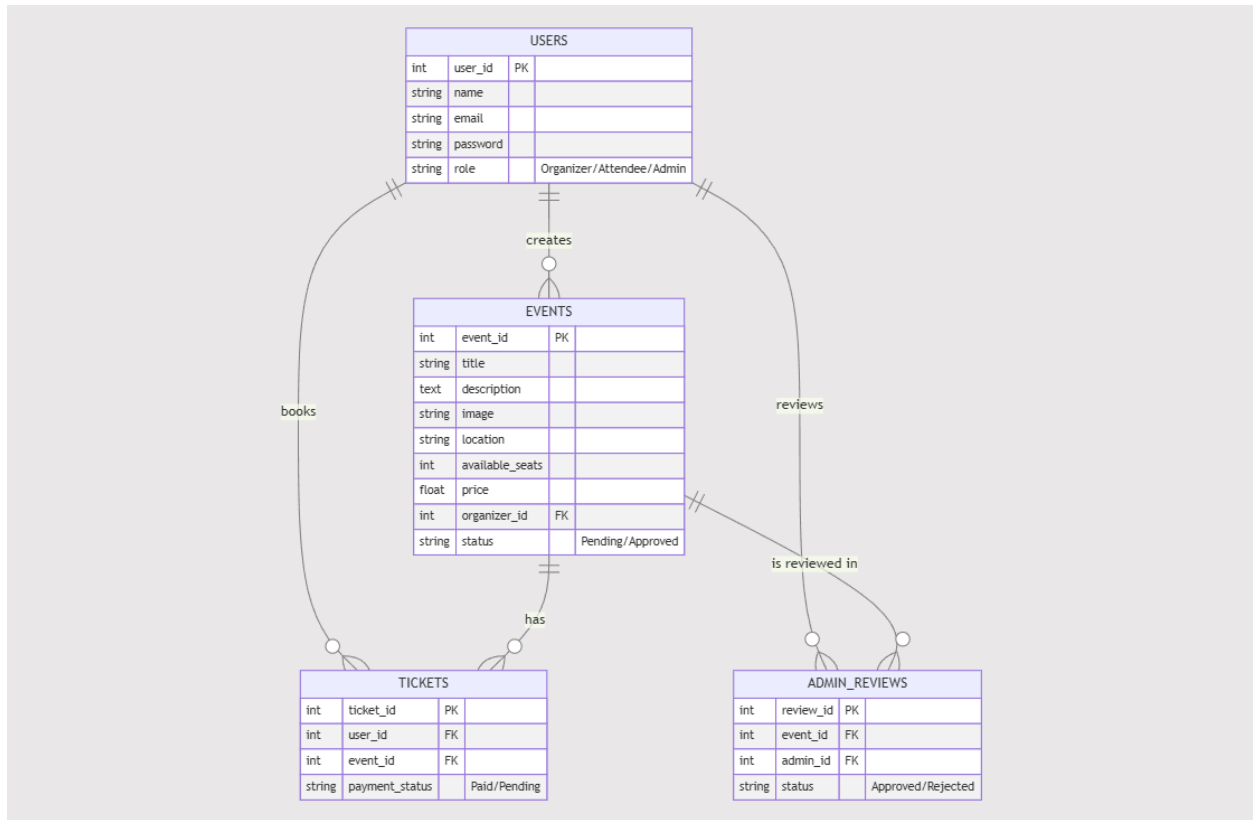 USERS
int user_id PK
string name
string email
string password
string role Organizer/Attendee/Admin
creates
EVENTS
int event_id PK
string title
text description
string image
string location
int available_seats
float price
int organizer_id FK
string status Pending/Approved
books
reviews
is reviewed in
has
TICKETS
int ticket_id PK
int user_id FK
int event_id FK
string payment_status Paid/Pending
ADMIN_REVIEWS
int review_id PK
int event_id FK
int admin_id FK
string status Approved/Rejected